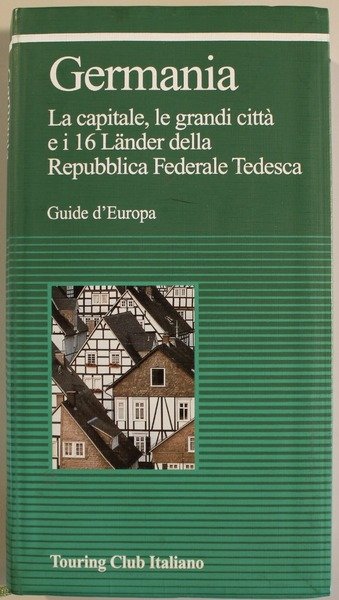 Germania
La capitale, le grandi città
e i 16 Länder della
Repubblica Federale Tedesca
Guide d'Europa
Touring Club Italiano